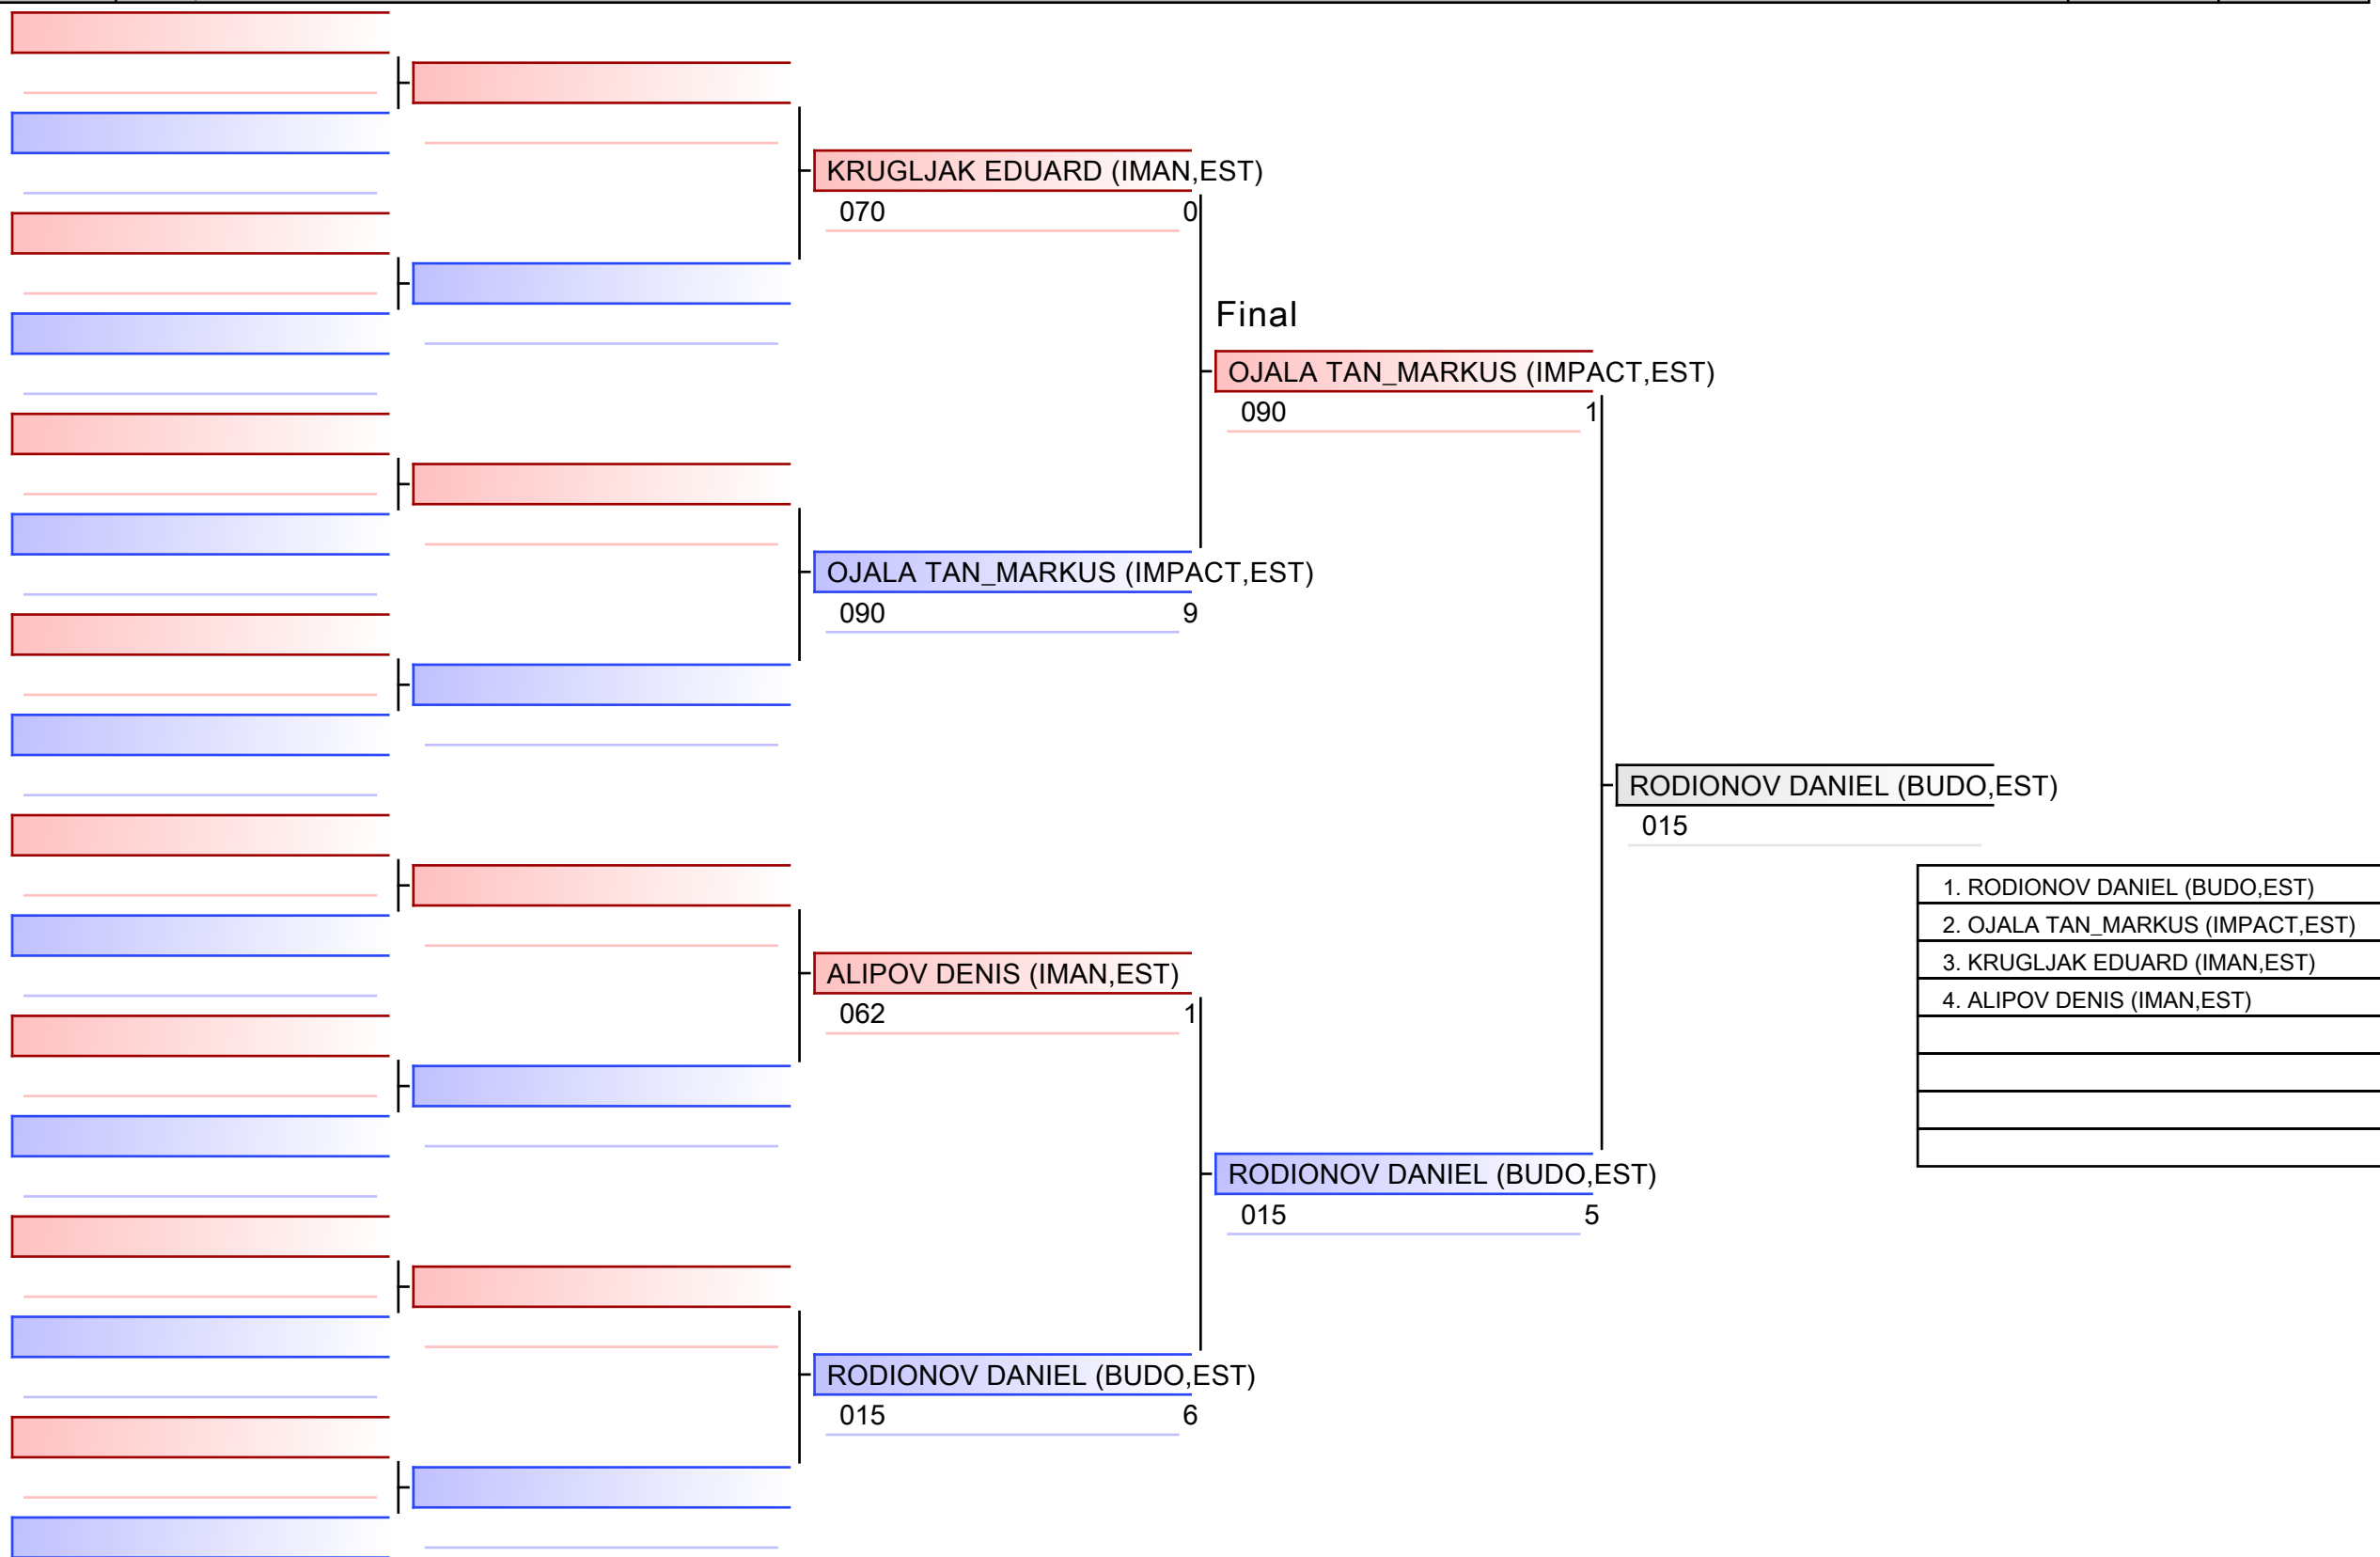 KRUGLJAK EDUARD (IMAN,EST)
070 0
Final
OJALA TAN_MARKUS (IMPACT,EST)
090 1
OJALA TAN_MARKUS (IMPACT,EST)
090 9
RODIONOV DANIEL (BUDO,EST)
015
1. RODIONOV DANIEL (BUDO,EST)
2. OJALA TAN_MARKUS (IMPACT,EST)
3. KRUGLJAK EDUARD (IMAN,EST)
4. ALIPOV DENIS (IMAN,EST)
ALIPOV DENIS (IMAN,EST)
062 1
RODIONOV DANIEL (BUDO,EST)
015 5
RODIONOV DANIEL (BUDO,EST)
015 6